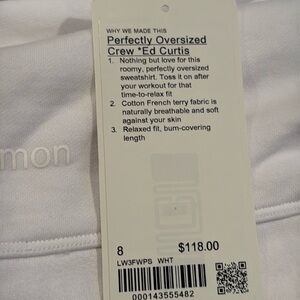 WHY WE MADE THIS
Perfectly Oversized
Crew *Ed Curtis
1. Nothing but love for this
roomy, perfectly oversized
sweatshirt. Toss it on after
your workout for that
time-to-relax fit
2. Cotton French terry fabric is
naturally breathable and soft
against your skin
3. Relaxed fit, bum-covering
length
mon
8 $118.00
LW3FWPS WHT
000143555482